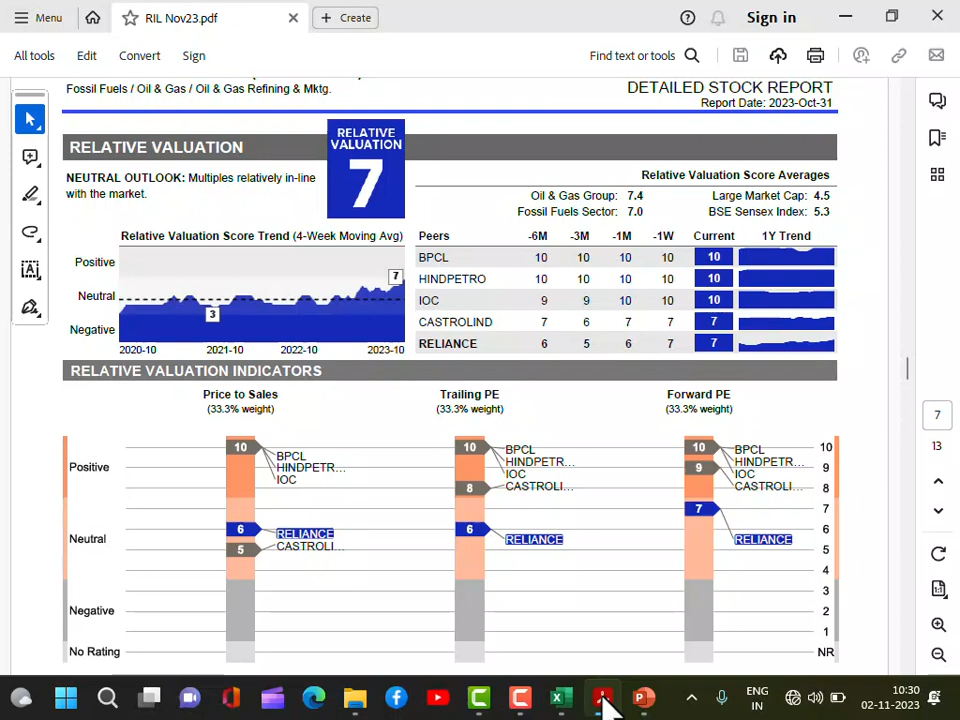 Menu
RIL Nov23.pdf
Create
Sign in
All tools Edit Convert Sign
Find text or tools
Fossil Fuels / Oil & Gas / Oil & Gas Refining & Mktg.
DETAILED STOCK REPORT
Report Date: 2023-Oct-31
RELATIVE VALUATION
RELATIVE
VALUATION
7
NEUTRAL OUTLOOK: Multiples relatively in-line
with the market.
Relative Valuation Score Averages
Oil & Gas Group: 7.4 Large Market Cap: 4.5
Fossil Fuels Sector: 7.0 BSE Sensex Index: 5.3
Relative Valuation Score Trend (4-Week Moving Avg)
Positive
Neutral
Negative
7
3
2020-10 2021-10 2022-10 2023-10
Peers -6M -3M -1M -1W Current 1Y Trend
BPCL 10 10 10 10 10
HINDPETRO 10 10 10 10 10
IOC 9 9 10 10 10
CASTROLIND 7 6 7 7 7
RELIANCE 6 5 6 7 7
RELATIVE VALUATION INDICATORS
Price to Sales
(33.3% weight)
Trailing PE
(33.3% weight)
Forward PE
(33.3% weight)
Positive
Neutral
Negative
No Rating
10
BPCL
HINDPETR...
IOC
6
RELIANCE
5
CASTROLI...
10
BPCL
HINDPETR...
IOC
8
CASTROLI...
6
RELIANCE
10
BPCL
HINDPETR...
IOC
9
CASTROLI...
7
RELIANCE
10
9
8
7
6
5
4
3
2
1
NR
7
13
ENG
IN
10:30
02-11-2023